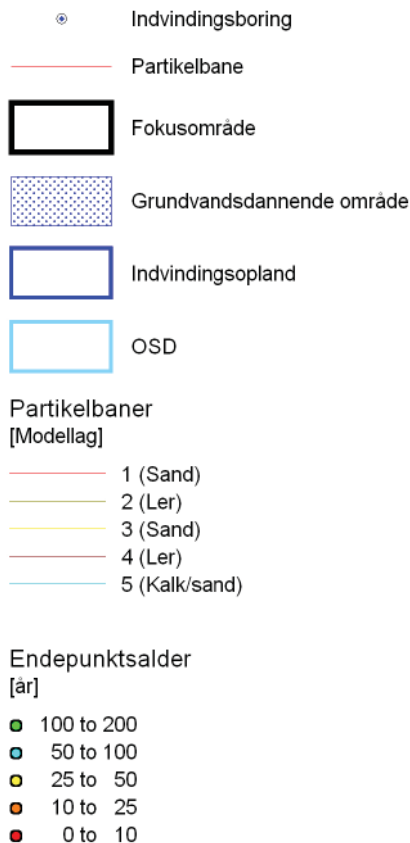 Indvindingsboring
Partikelbane
Fokusområde
Grundvandsdannende område
Indvindingsopland
OSD
Partikelbaner
[Modellag]
1 (Sand)
2 (Ler)
3 (Sand)
4 (Ler)
5 (Kalk/sand)
Endepunktsalder
[år]
100 to 200
50 to 100
25 to 50
10 to 25
0 to 10